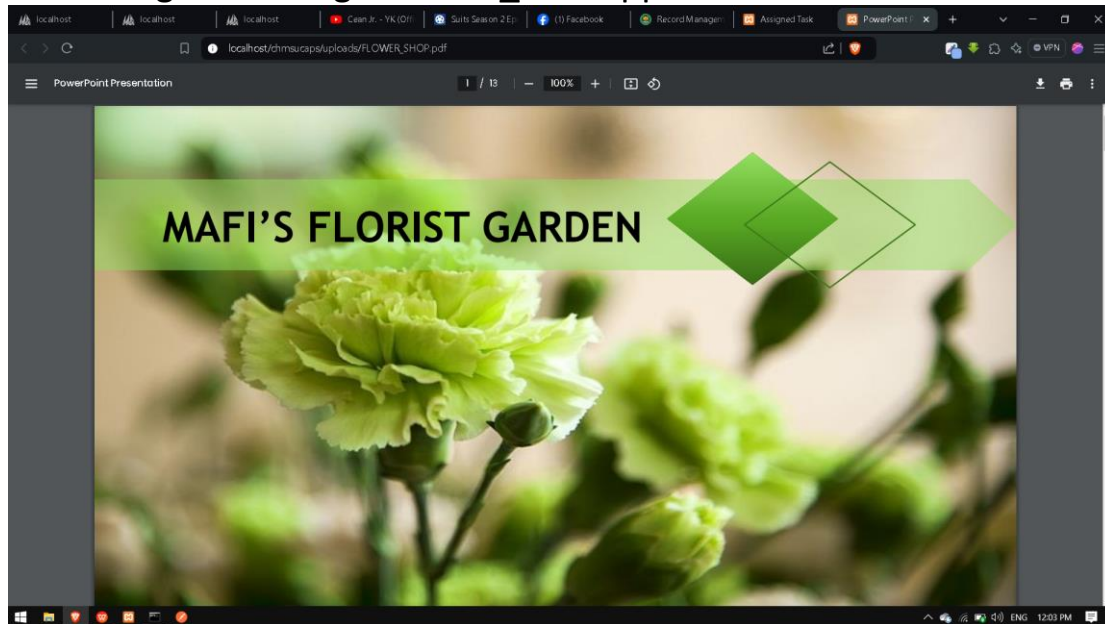 localhost
localhost
localhost
Cean Jr. - YK (Offi
Suits Season 2 Ep
(1) Facebook
Record Managem
Assigned Task
PowerPoint P
localhost/chmsucaps/uploads/FLOWER_SHOP.pdf
VPN
PowerPoint Presentation
1 / 13
100%
MAFI'S FLORIST GARDEN
ENG 12:03 PM